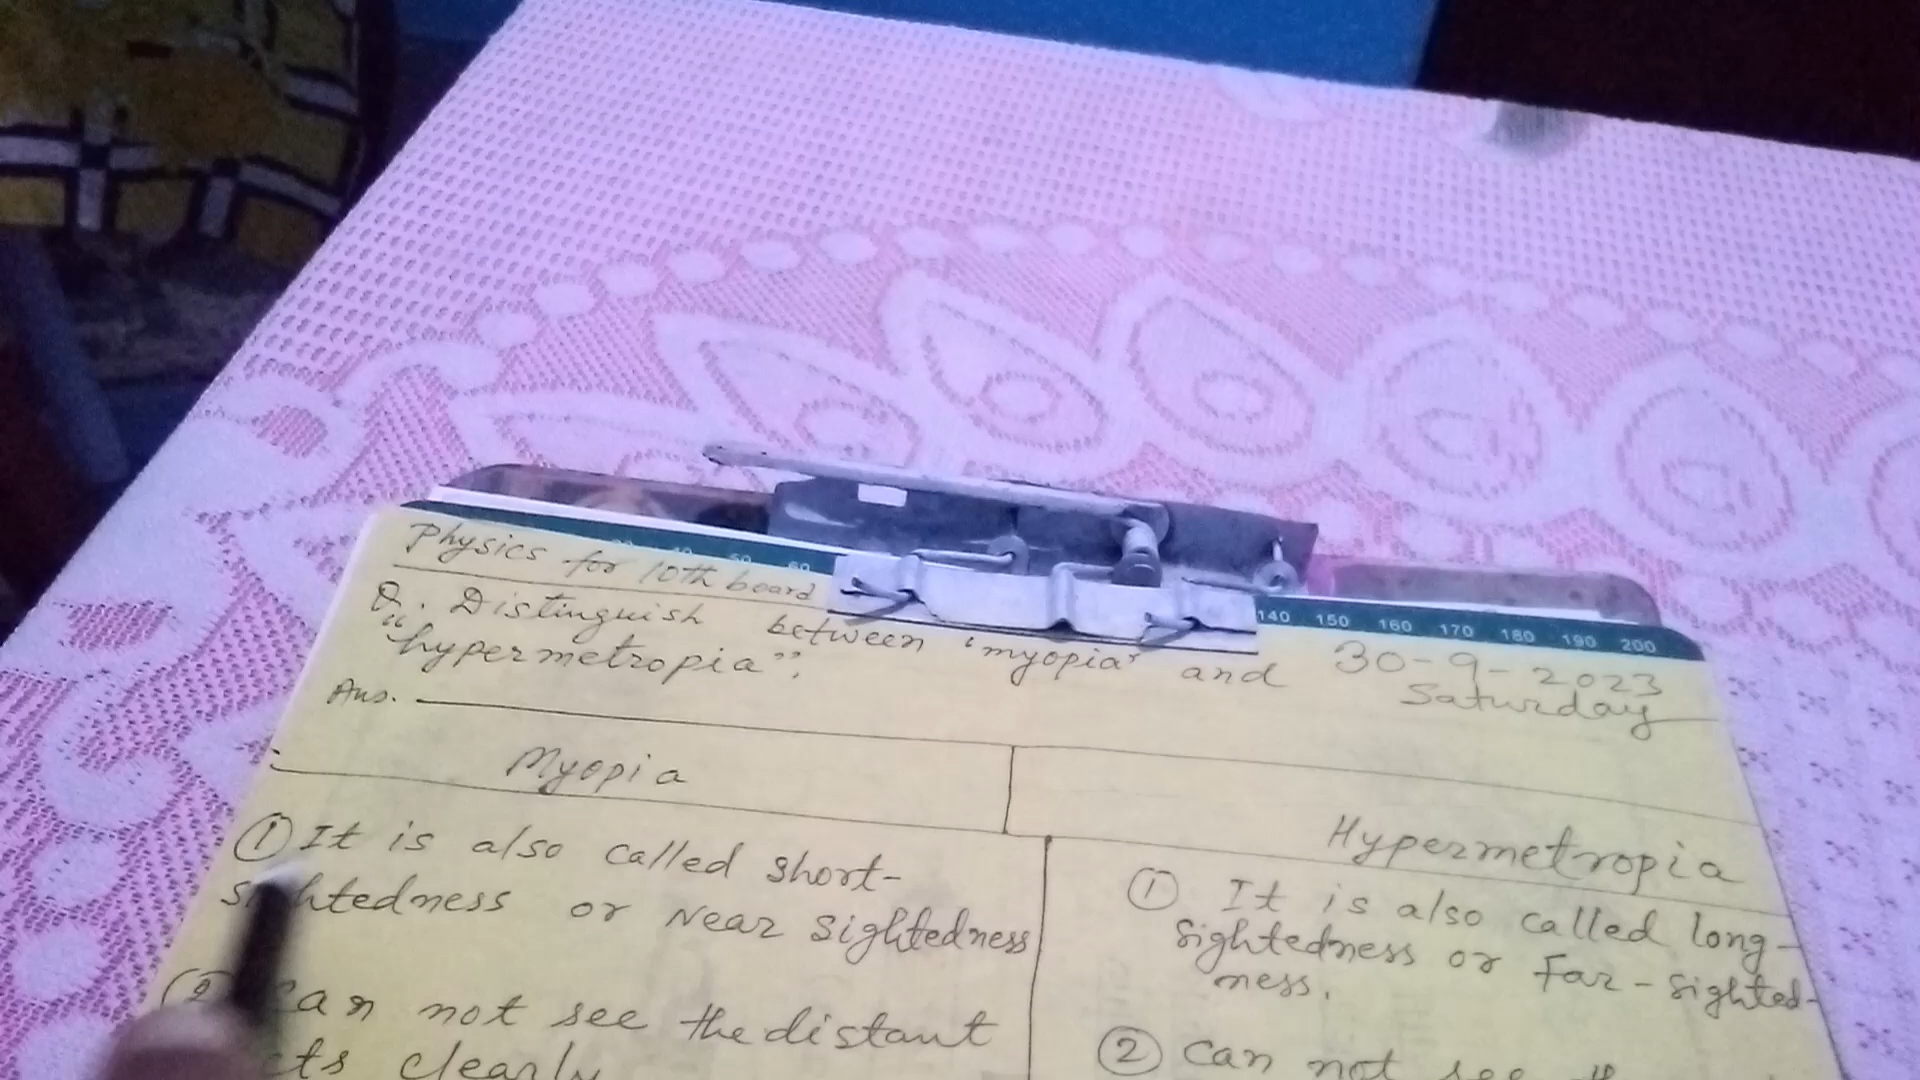 Physics for 10th board
Q. Distinguish between 'myopia' and
"hypermetropia".
30-9-2023
Saturday
Ans.
Myopia
① It is also called short-
sightedness or Near sightedness
② Can not see the distant
clearly
Hypermetropia
① It is also called long-
sightedness or Far-sighted-
ness.
② Can not see
140 150 160 170 180 190 200